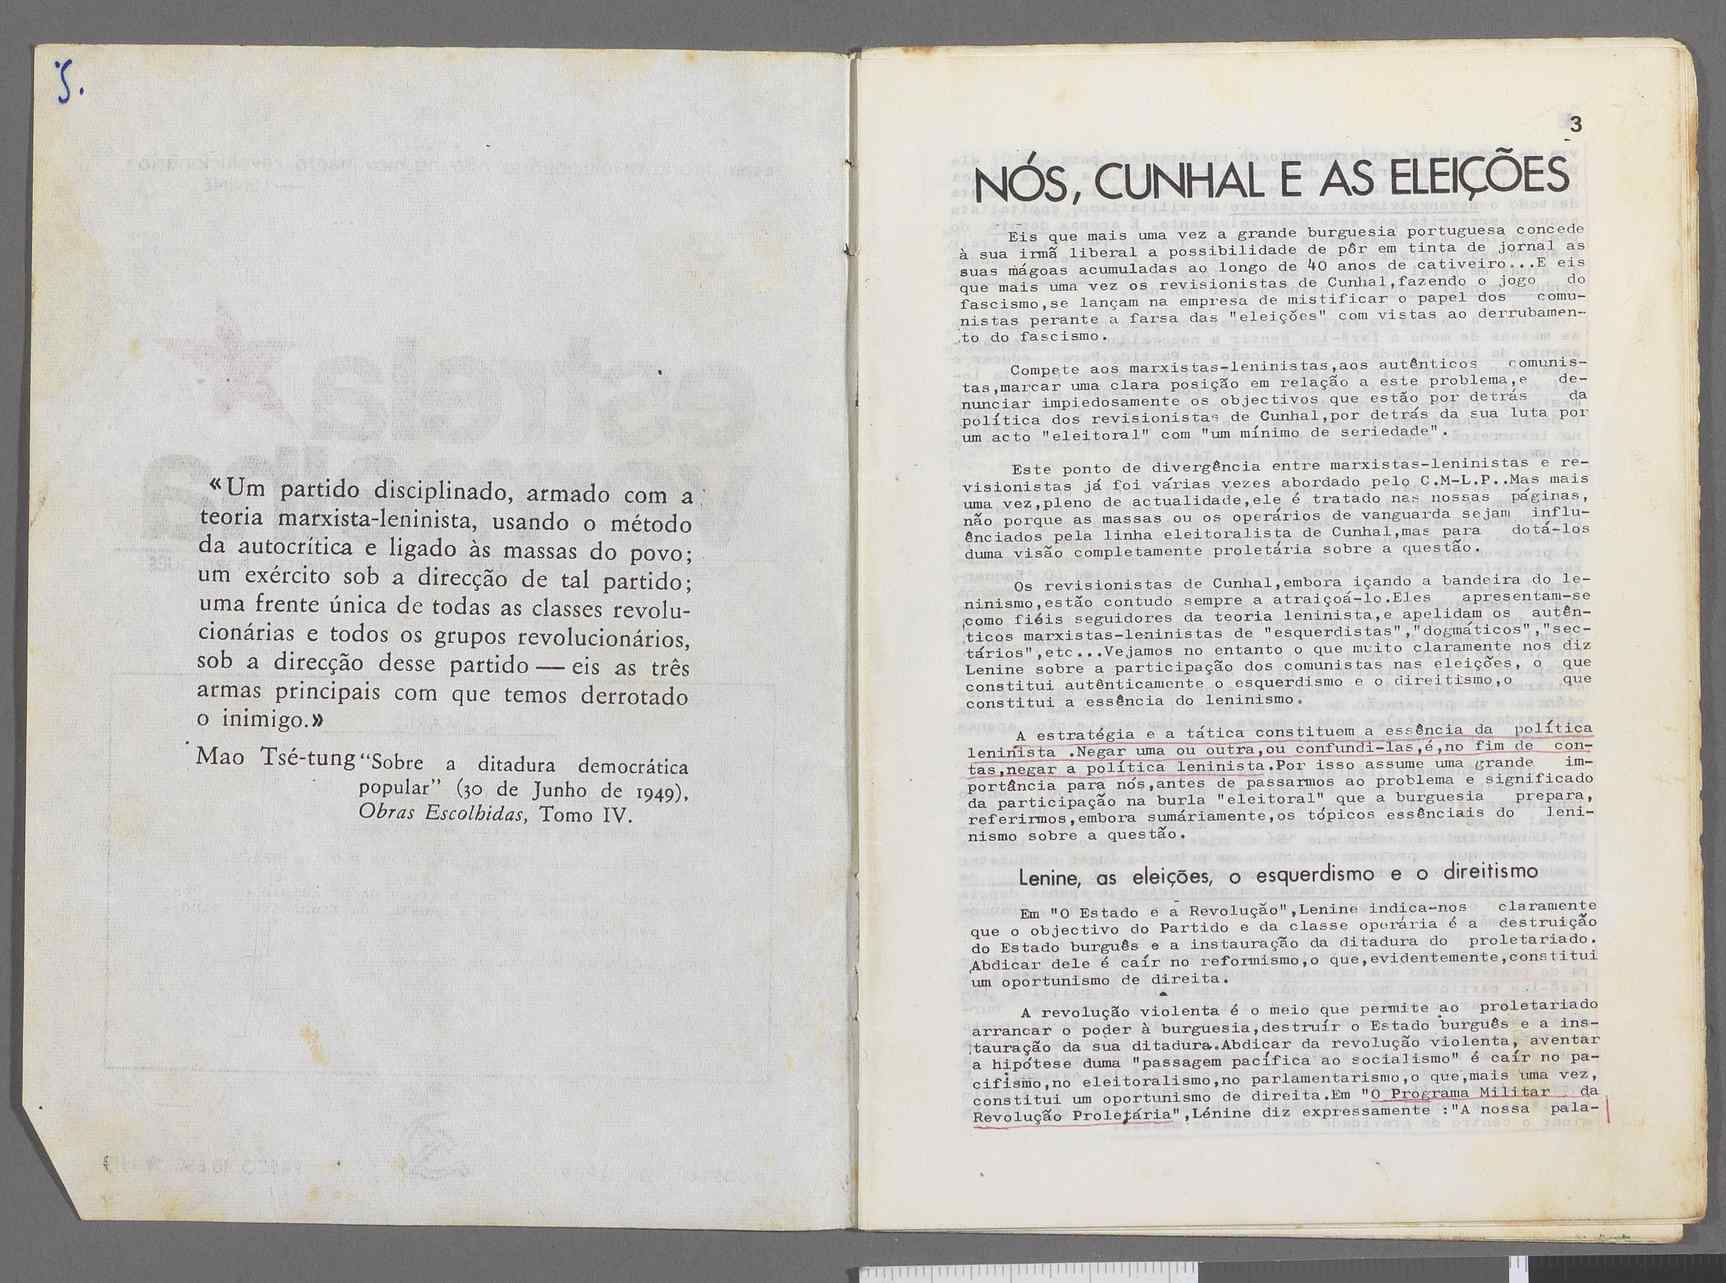 5.
«Um partido disciplinado, armado com a
teoria marxista-leninista, usando o método
da autocrítica e ligado às massas do povo;
um exército sob a direcção de tal partido;
uma frente única de todas as classes revolu-
cionárias e todos os grupos revolucionários,
sob a direcção desse partido — eis as três
armas principais com que temos derrotado
o inimigo.»
Mao Tsé-tung "Sobre a ditadura democrática
popular" (30 de Junho de 1949),
Obras Escolhidas, Tomo IV.
3
NÓS, CUNHAL E AS ELEIÇÕES
Eis que mais uma vez a grande burguesia portuguesa concede
à sua irmã liberal a possibilidade de pôr em tinta de jornal as
suas mágoas acumuladas ao longo de 40 anos de cativeiro...E eis
que mais uma vez os revisionistas de Cunhal,fazendo o jogo do
fascismo,se lançam na empresa de mistificar o papel dos comu-
nistas perante a farsa das "eleições" com vistas ao derrubamen-
to do fascismo.
Compete aos marxistas-leninistas,aos autênticos comunis-
tas,marcar uma clara posição em relação a este problema,e de-
nunciar impiedosamente os objectivos que estão por detrás da
política dos revisionistas de Cunhal,por detrás da sua luta por
um acto "eleitoral" com "um mínimo de seriedade".
Este ponto de divergência entre marxistas-leninistas e re-
visionistas já foi várias vezes abordado pelo C.M-L.P..Mas mais
uma vez,pleno de actualidade,ele é tratado nas nossas páginas,
não porque as massas ou os operários de vanguarda sejam influ-
ênciados pela linha eleitoralista de Cunhal,mas para dotá-los
duma visão completamente proletária sobre a questão.
Os revisionistas de Cunhal,embora içando a bandeira do le-
ninismo,estão contudo sempre a atraiçoá-lo.Eles apresentam-se
como fiéis seguidores da teoria leninista,e apelidam os autên-
ticos marxistas-leninistas de "esquerdistas","dogmáticos","sec-
tários",etc...Vejamos no entanto o que muito claramente nos diz
Lenine sobre a participação dos comunistas nas eleições, o que
constitui autênticamente o esquerdismo e o direitismo,o que
constitui a essência do leninismo.
A estratégia e a tática constituem a essência da política
leninista .Negar uma ou outra,ou confundi-las,é,no fim de con-
tas,negar a política leninista.Por isso assume uma grande im-
portância para nós,antes de passarmos ao problema e significado
da participação na burla "eleitoral" que a burguesia prepara,
referirmos,embora sumáriamente,os tópicos essênciais do leni-
nismo sobre a questão.
Lenine, as eleições, o esquerdismo e o direitismo
Em "O Estado e a Revolução",Lenine indica-nos claramente
que o objectivo do Partido e da classe operária é a destruição
do Estado burguês e a instauração da ditadura do proletariado.
Abdicar dele é caír no reformismo,o que,evidentemente,constitui
um oportunismo de direita.
A revolução violenta é o meio que permite ao proletariado
arrancar o poder à burguesia,destruír o Estado burguês e a ins-
tauração da sua ditadura.Abdicar da revolução violenta, aventar
a hipótese duma "passagem pacífica ao socialismo" é caír no pa-
cifismo,no eleitoralismo,no parlamentarismo,o que,mais uma vez,
constitui um oportunismo de direita.Em "O Programa Militar da
Revolução Proletária",Lénine diz expressamente :"A nossa pala-